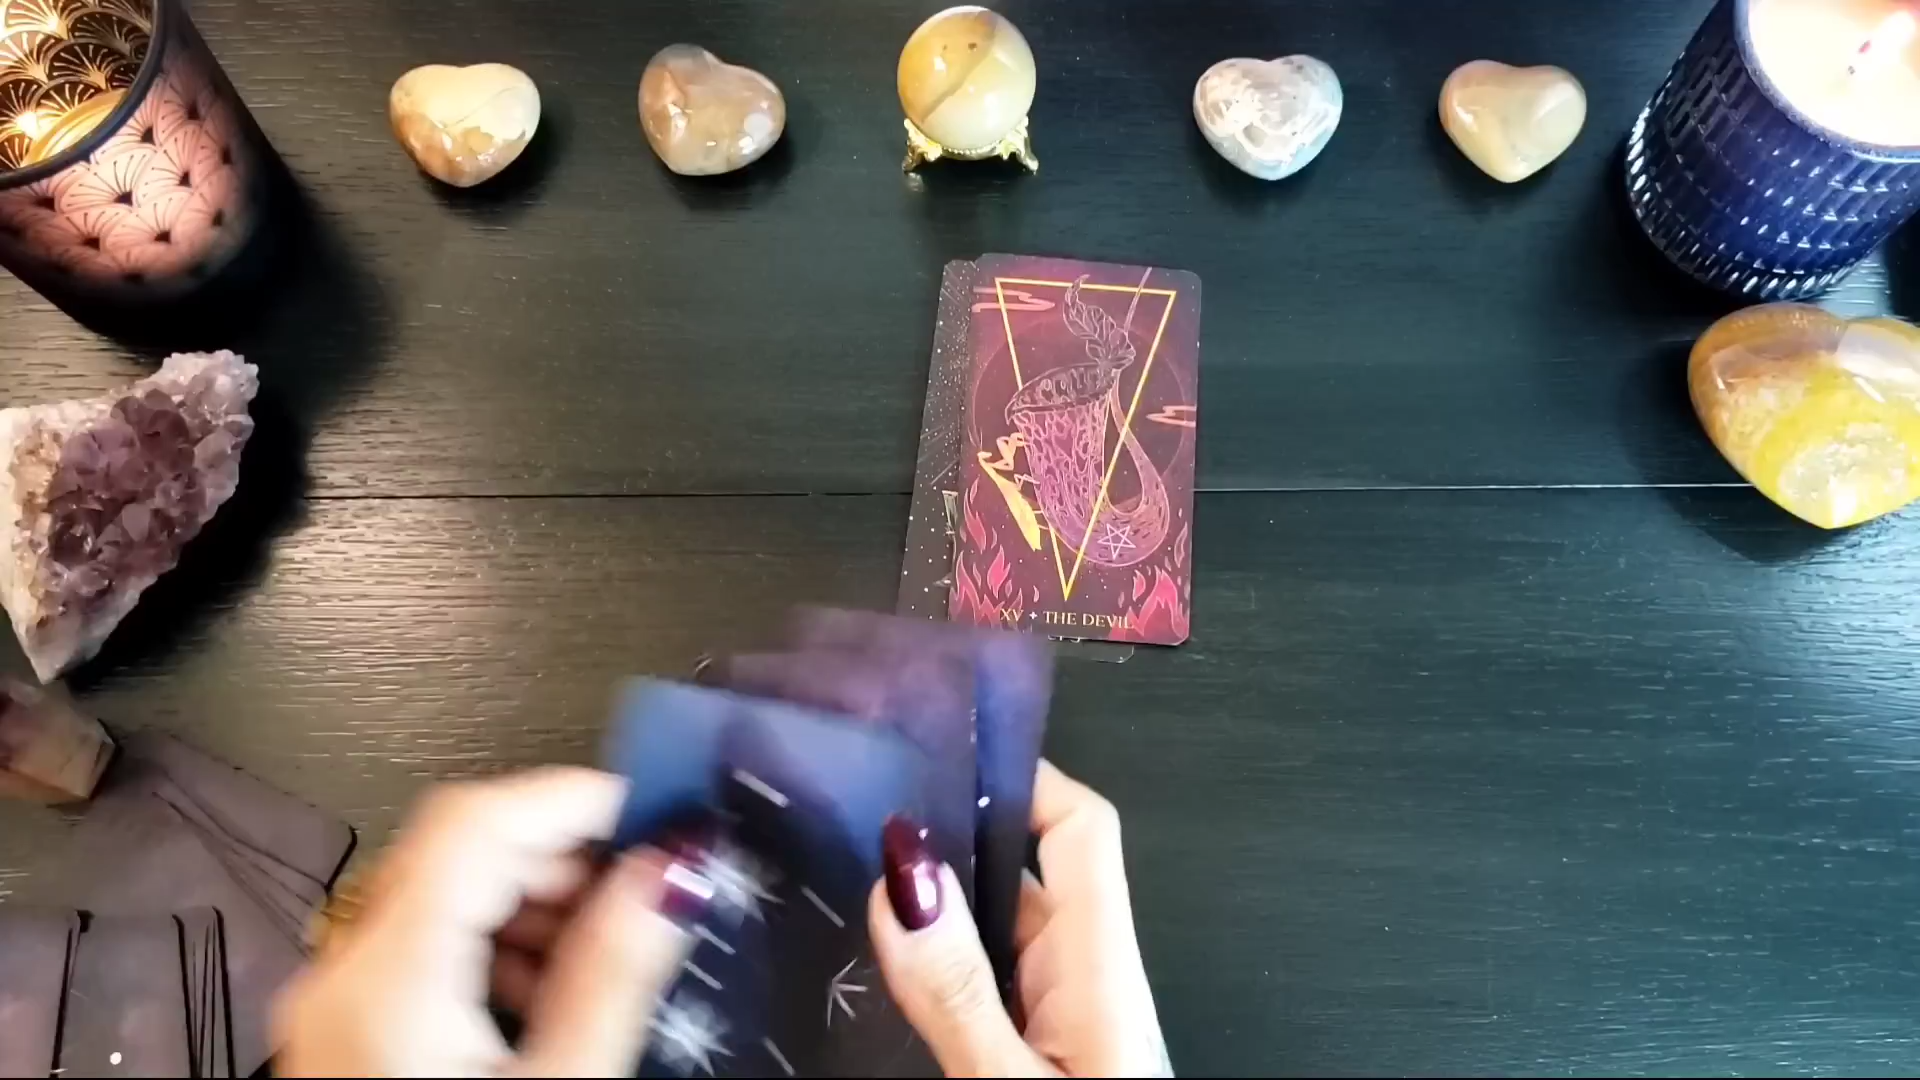 XV ✦ THE DEVIL